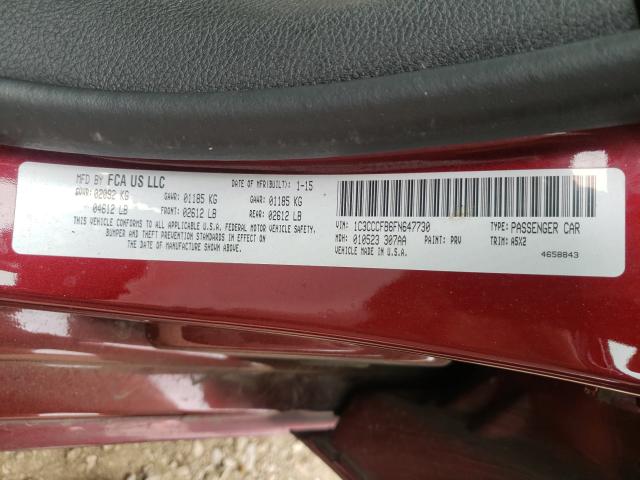 MFD BY FCA US LLC
DATE OF MFR(BUILT): 1-15
GVWR: 02092 KG
04612 LB
GAWR: 01185 KG
FRONT: 02612 LB
GAWR: 01185 KG
REAR: 02612 LB
THIS VEHICLE CONFORMS TO ALL APPLICABLE U.S.A. FEDERAL MOTOR VEHICLE SAFETY,
BUMPER AND THEFT PREVENTION STANDARDS IN EFFECT ON
THE DATE OF MANUFACTURE SHOWN ABOVE.
VIN: 1C3CCCFB8FN647730
TYPE: PASSENGER CAR
MDH: 010523 307AA
PAINT: PRV
TRIM: A5X2
VEHICLE MADE IN U.S.A.
4658843